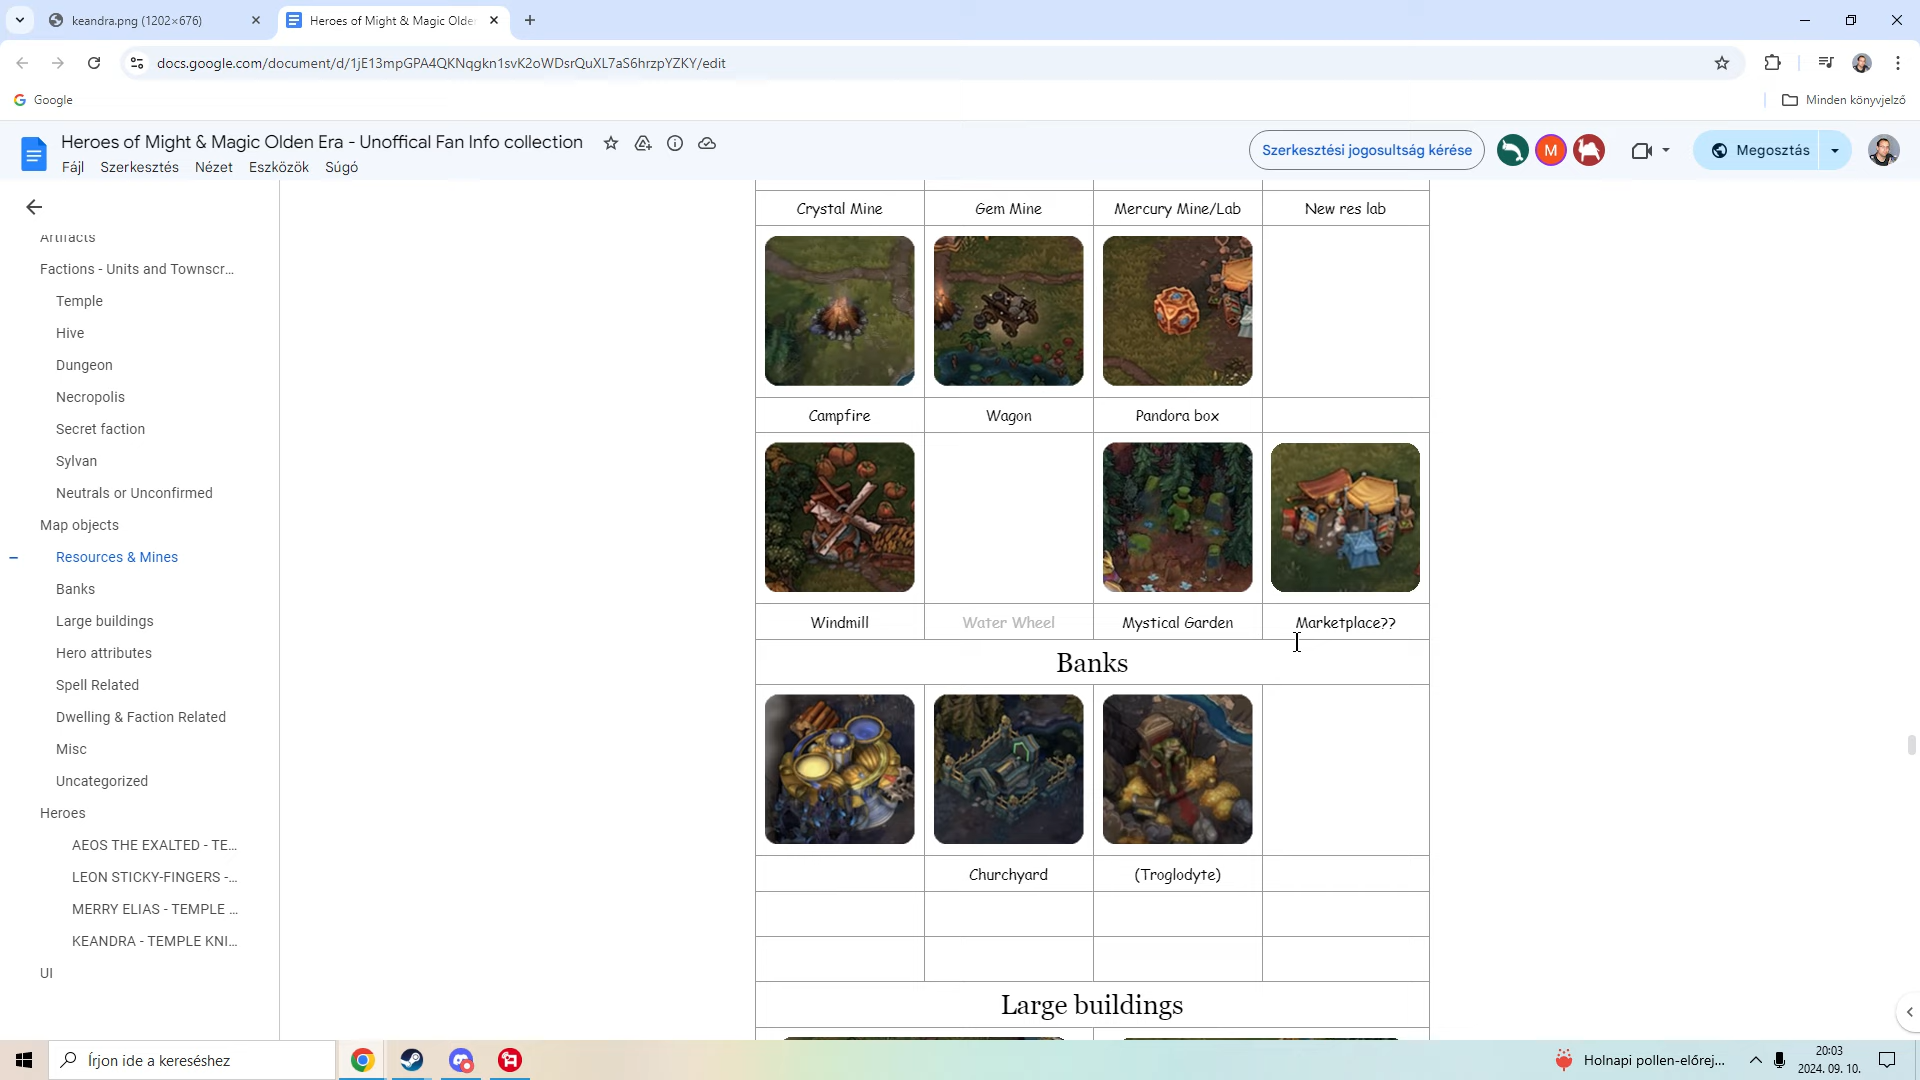 keandra.png (1202×676)
Heroes of Might & Magic Olde
docs.google.com/document/d/1jE13mpGPA4QKNqgkn1svK2oWDsrQuXL7aS6hrzpYZKY/edit
Google
Minden könyvjelző
Heroes of Might & Magic Olden Era - Unoffical Fan Info collection
Szerkesztési jogosultság kérése
M
Megosztás
Fájl Szerkesztés Nézet Eszközök Súgó
Artifacts
Factions - Units and Townscr...
Temple
Hive
Dungeon
Necropolis
Secret faction
Sylvan
Neutrals or Unconfirmed
Map objects
Resources & Mines
Banks
Large buildings
Hero attributes
Spell Related
Dwelling & Faction Related
Misc
Uncategorized
Heroes
AEOS THE EXALTED - TE...
LEON STICKY-FINGERS -...
MERRY ELIAS - TEMPLE ...
KEANDRA - TEMPLE KNI...
UI
Crystal Mine Gem Mine Mercury Mine/Lab New res lab
Campfire Wagon Pandora box
Windmill Water Wheel Mystical Garden Marketplace??
Banks
Churchyard (Troglodyte)
Large buildings
Írjon ide a kereséshez
Holnapi pollen-előrej...
20:03
2024. 09. 10.